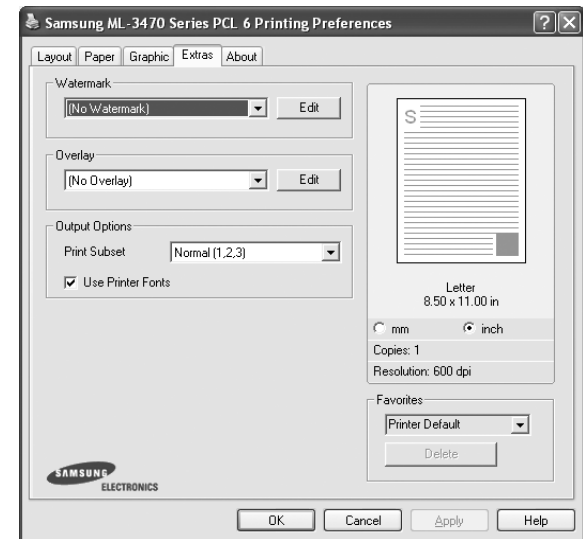 Samsung ML-3470 Series PCL 6 Printing Preferences
Layout Paper Graphic Extras About
Watermark
(No Watermark) Edit
Overlay
(No Overlay) Edit
Output Options
Print Subset Normal (1,2,3)
Use Printer Fonts
S
Letter
8.50 x 11.00 in
mm inch
Copies: 1
Resolution: 600 dpi
Favorites
Printer Default
Delete
SAMSUNG
ELECTRONICS
OK Cancel Apply Help